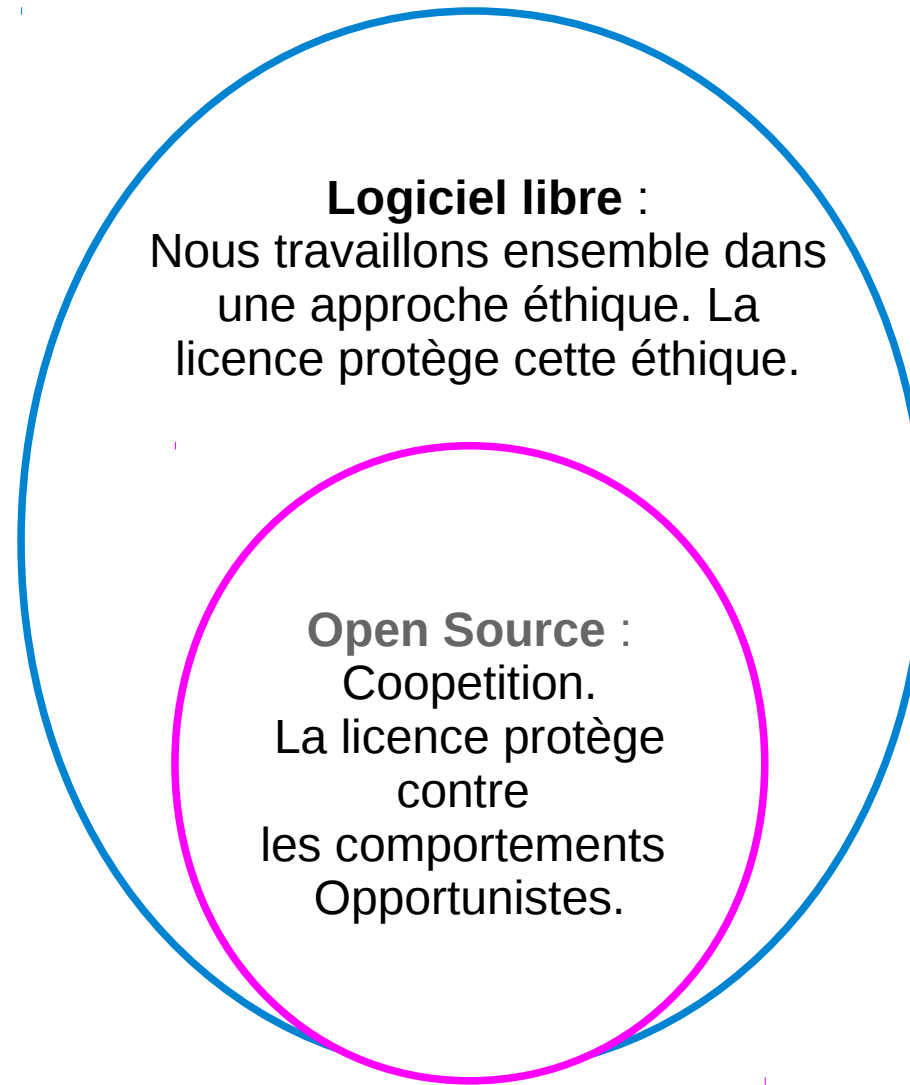 Logiciel libre :
Nous travaillons ensemble dans
une approche éthique. La
licence protège cette éthique.
Open Source :
Coopetition.
La licence protège
contre
les comportements
Opportunistes.